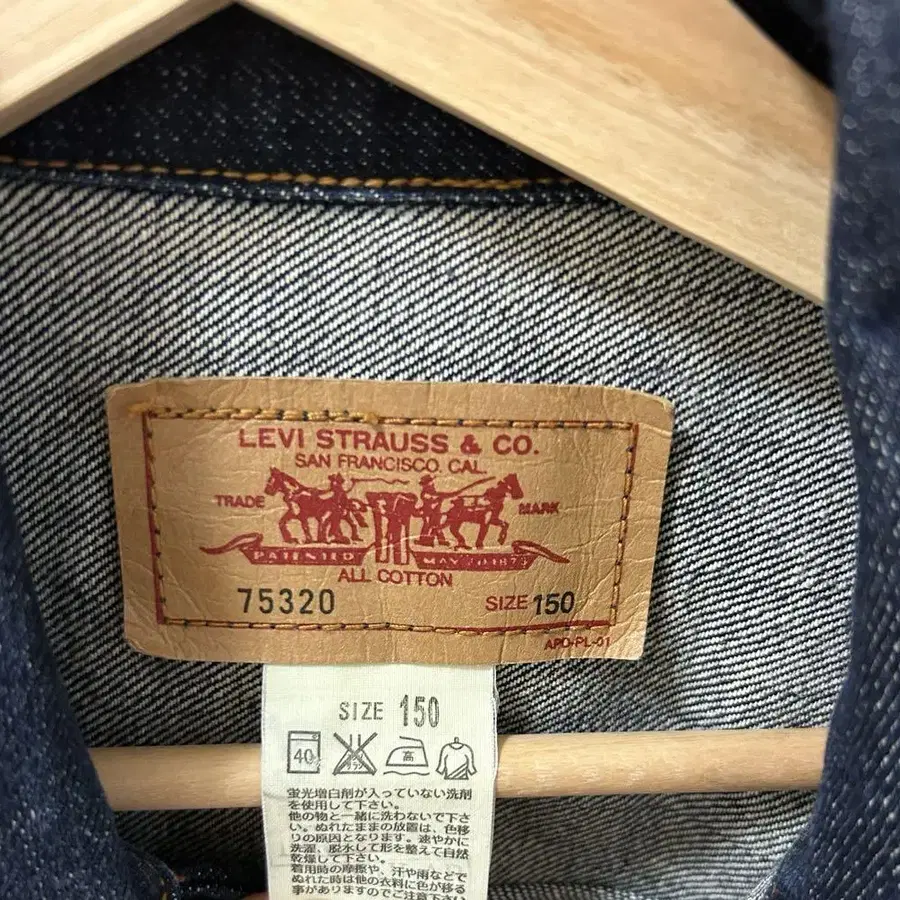 LEVI STRAUSS & CO.
SAN FRANCISCO. CAL.
TRADE MARK
PATENTED MAY 20 1873
ALL COTTON
75320 SIZE 150
APO-PL-01
SIZE 150
40 高
蛍光増白剤が入っていない洗剤
を使用して下さい。
他の物と一緒に洗わないで下さ
い。ぬれたままの放置は、色移
りの原因となります。速やかに
洗濯、脱水して形を整えて自然
乾燥して下さい。
着用時の摩擦や、汗や雨などで
ぬれた時は他の衣料に色が移る
事がありますのでご注意下さい